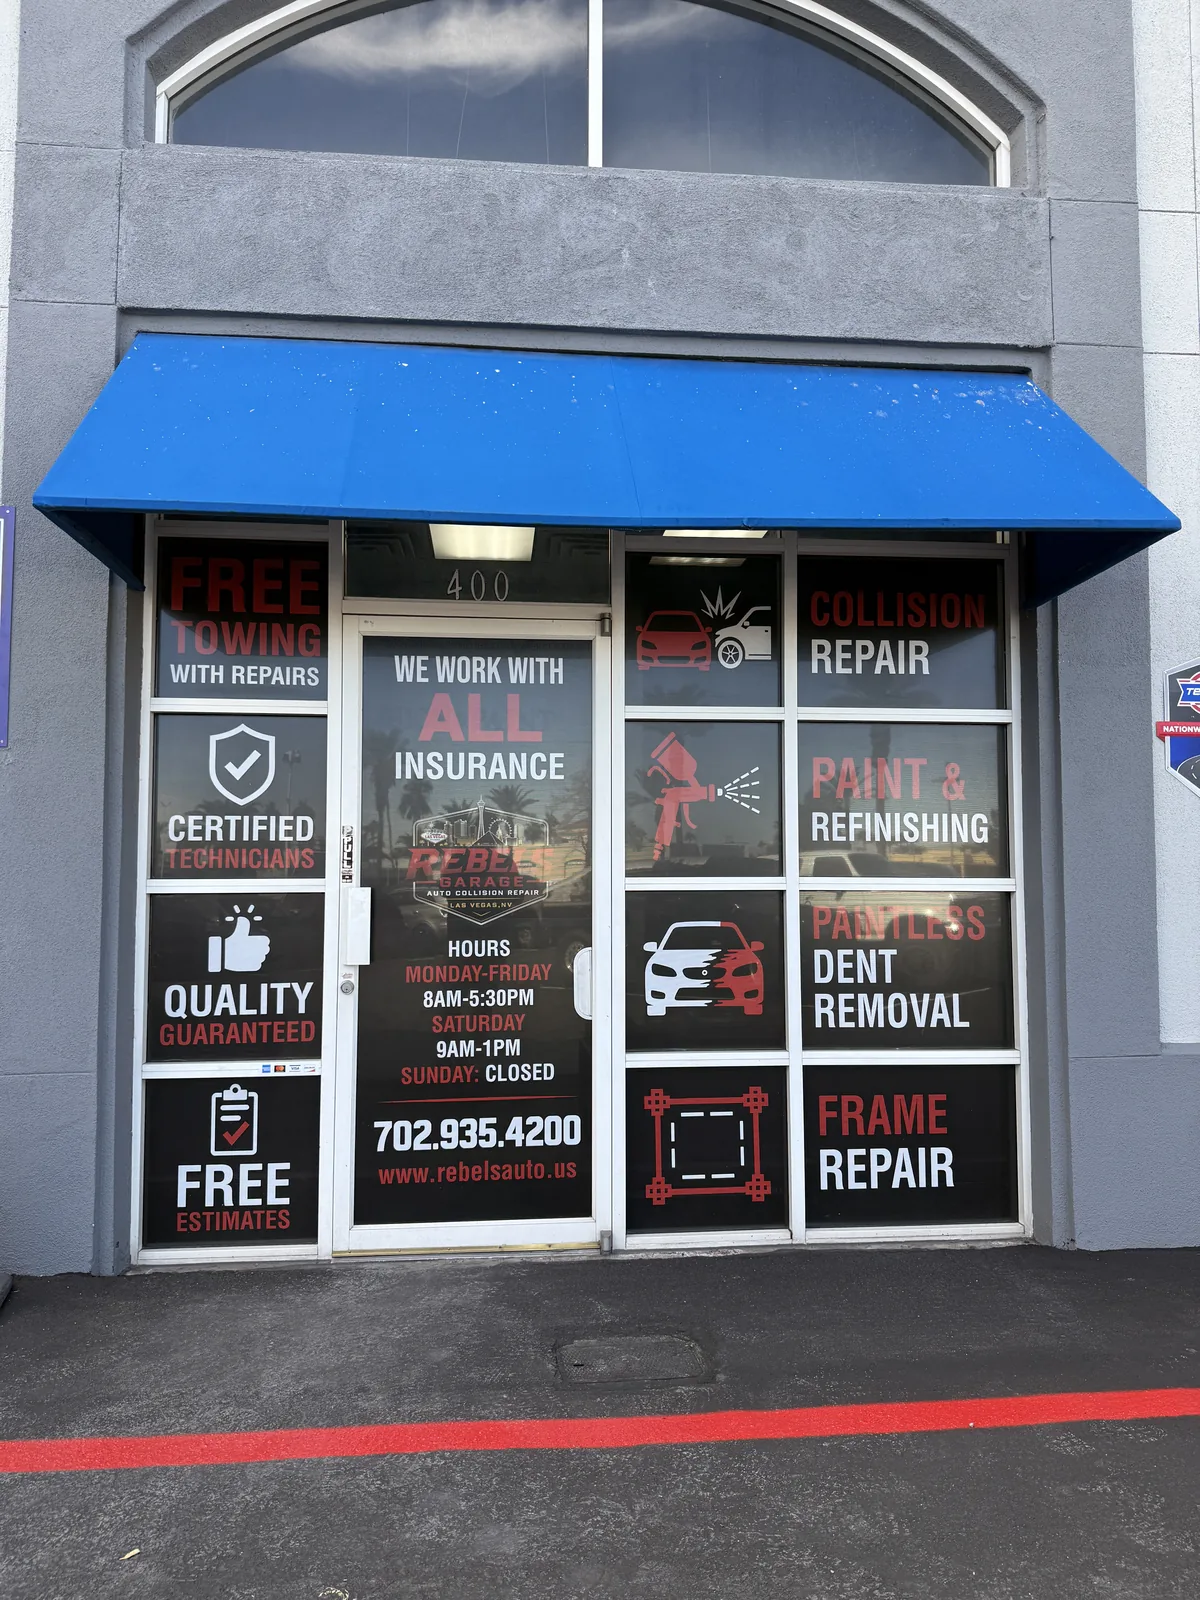 400
FREE
TOWING
WITH REPAIRS
CERTIFIED
TECHNICIANS
QUALITY
GUARANTEED
FREE
ESTIMATES
WE WORK WITH
ALL
INSURANCE
REBELS
GARAGE
AUTO COLLISION REPAIR
LAS VEGAS, NV
HOURS
MONDAY-FRIDAY
8AM-5:30PM
SATURDAY
9AM-1PM
SUNDAY: CLOSED
702.935.4200
www.rebelsauto.us
PULL
COLLISION
REPAIR
PAINT &
REFINISHING
PAINTLESS
DENT
REMOVAL
FRAME
REPAIR
NATIONW